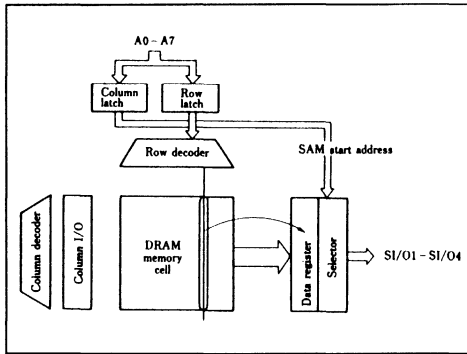 A0 – A7
Column
latch
Row
latch
Row decoder
SAM start address
Column decoder
Column I/O
DRAM
memory
cell
Data register
Selector
SI/O1 – SI/O4